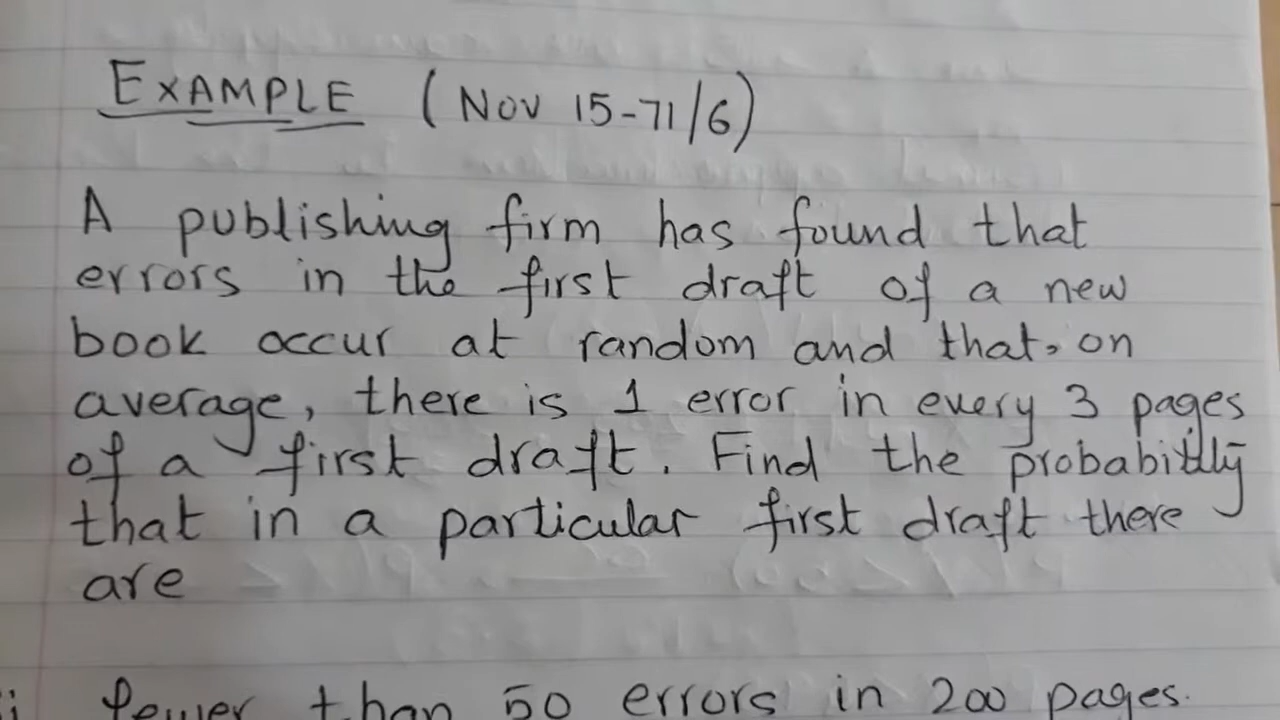 EXAMPLE (NOV 15-71/6)
A publishing firm has found that
errors in the first draft of a new
book occur at random and that, on
average, there is 1 error in every 3 pages
of a first draft. Find the probability
that in a particular first draft there
are
ii fewer than 50 errors in 200 pages.